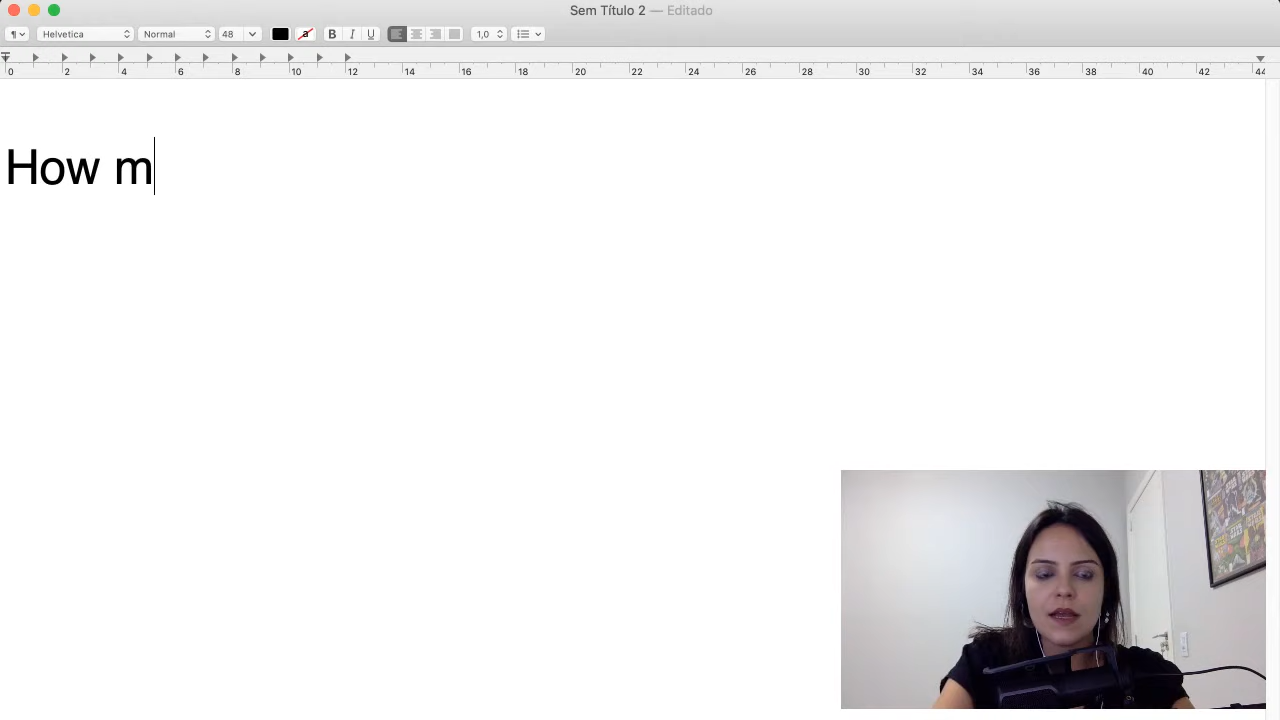 Sem Título 2 — Editado
¶ Helvetica Normal 48 a B I U 1,0
0 2 4 6 8 10 12 14 16 18 20 22 24 26 28 30 32 34 36 38 40 42 44
How m